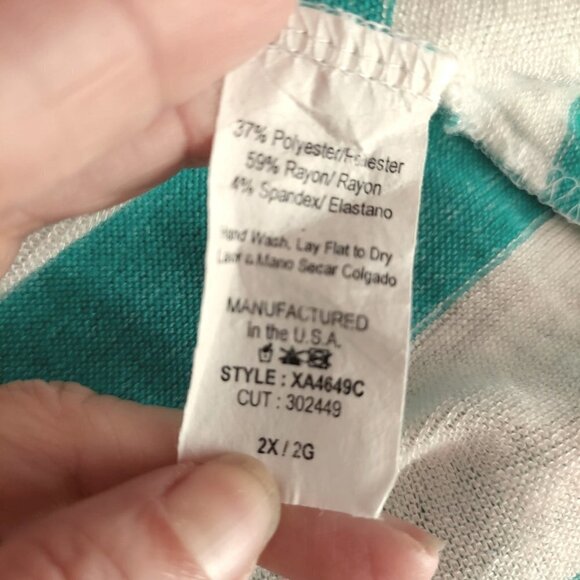 37% Polyester/Poliester
59% Rayon/ Rayon
4% Spandex/ Elastano
Hand Wash, Lay Flat to Dry
Lavar a Mano Secar Colgado
MANUFACTURED
In the U.S.A.
STYLE : XA4649C
CUT : 302449
2X / 2G